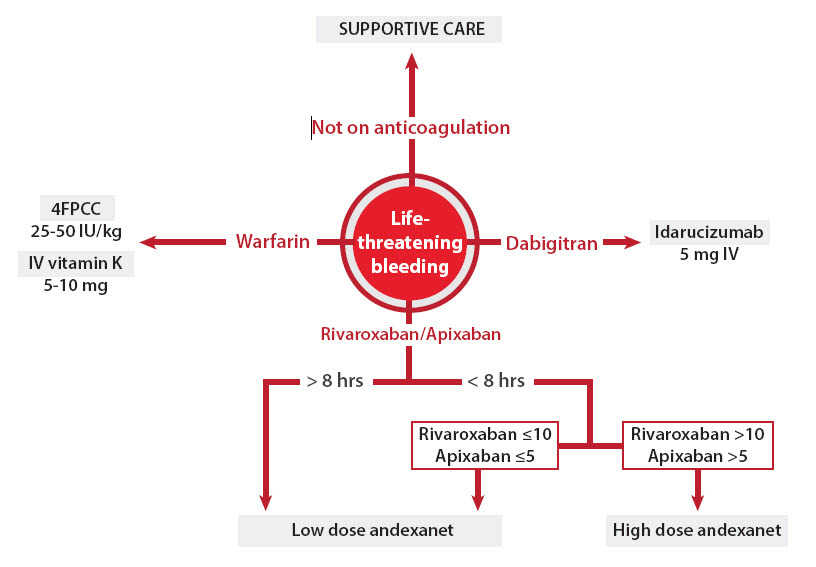 SUPPORTIVE CARE
Not on anticoagulation
4FPCC
25-50 IU/kg
IV vitamin K
5-10 mg
Warfarin
Life-
threatening
bleeding
Dabigitran
Idarucizumab
5 mg IV
Rivaroxaban/Apixaban
> 8 hrs
< 8 hrs
Rivaroxaban ≤10
Apixaban ≤5
Rivaroxaban >10
Apixaban >5
Low dose andexanet
High dose andexanet